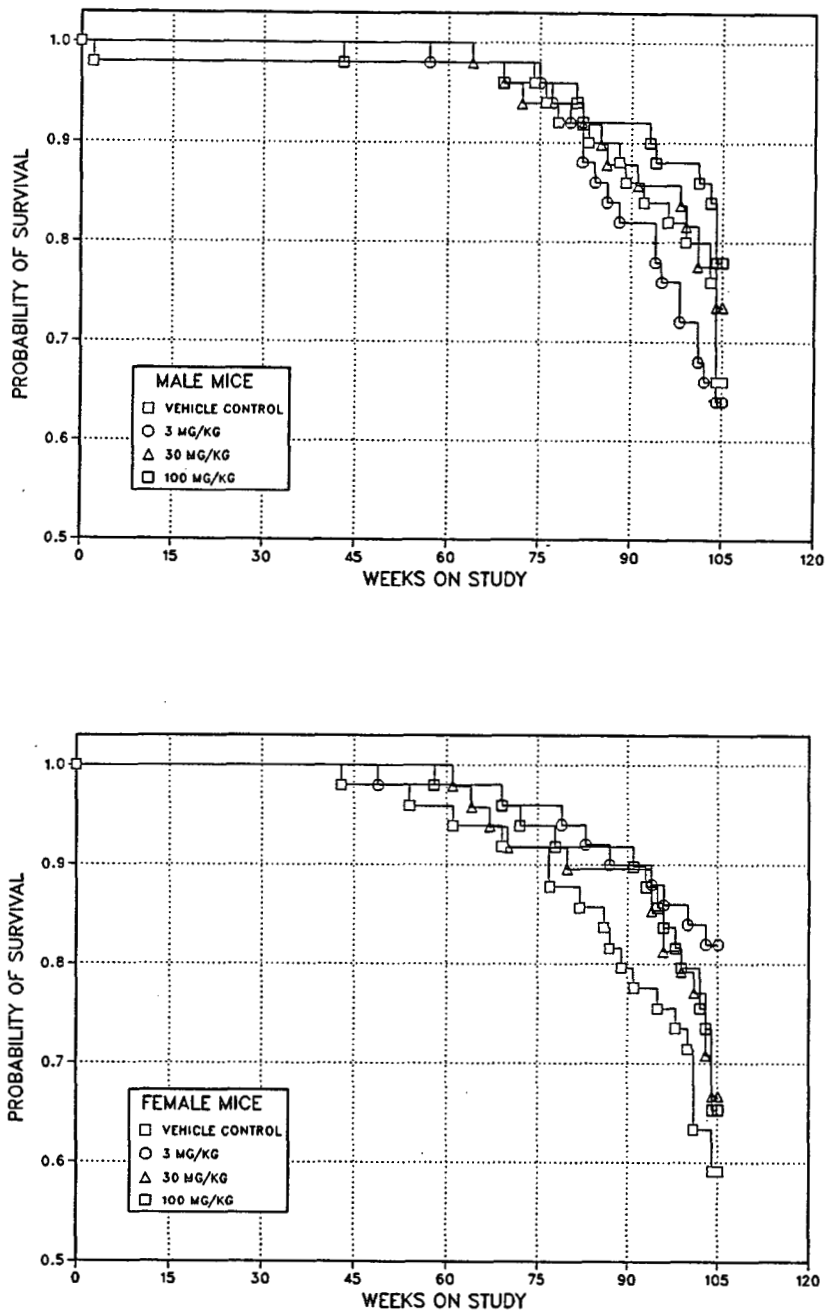 1.0
0.9
0.8
0.7
0.6
0.5
PROBABILITY OF SURVIVAL
MALE MICE
VEHICLE CONTROL
3 MG/KG
30 MG/KG
100 MG/KG
0 15 30 45 60 75 90 105 120
WEEKS ON STUDY
1.0
0.9
0.8
0.7
0.6
0.5
PROBABILITY OF SURVIVAL
FEMALE MICE
VEHICLE CONTROL
3 MG/KG
30 MG/KG
100 MG/KG
0 15 30 45 60 75 90 105 120
WEEKS ON STUDY